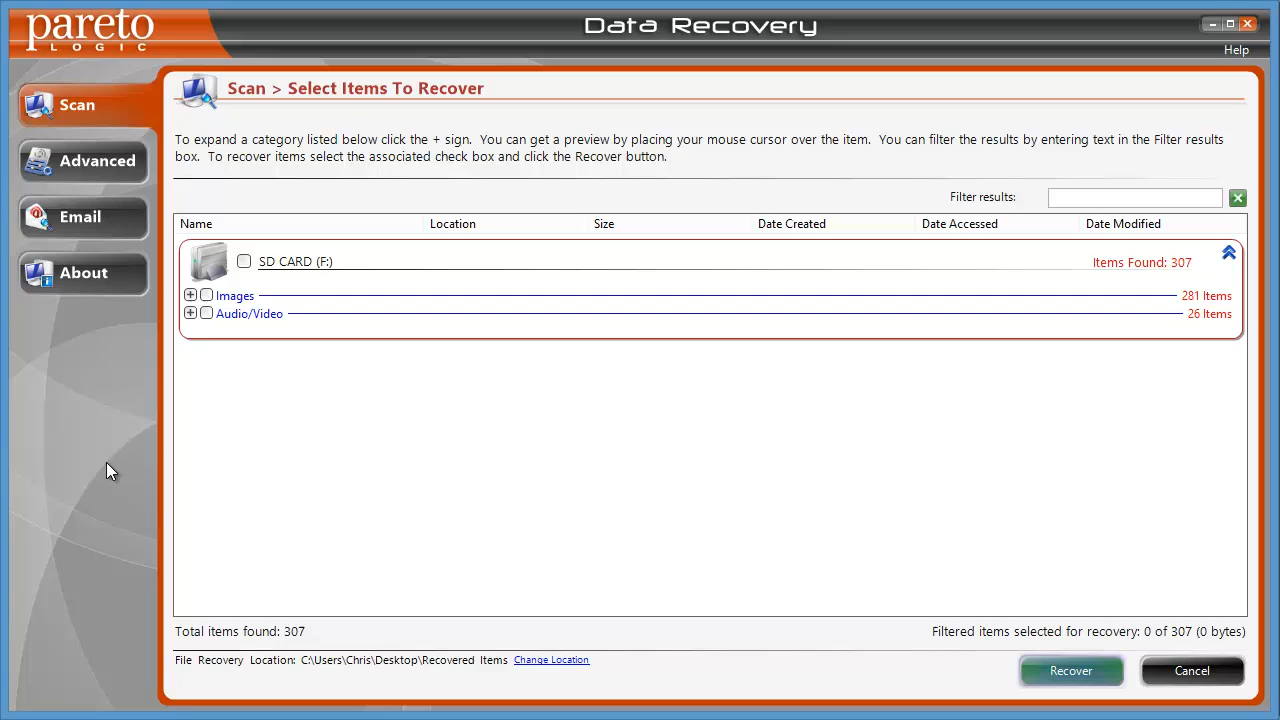 pareto
LOGIC
Data Recovery
Help
Scan
Advanced
Email
About
Scan > Select Items To Recover
To expand a category listed below click the + sign. You can get a preview by placing your mouse cursor over the item. You can filter the results by entering text in the Filter results
box. To recover items select the associated check box and click the Recover button.
Filter results:
Name Location Size Date Created Date Accessed Date Modified
SD CARD (F:) Items Found: 307
Images 281 Items
Audio/Video 26 Items
Total items found: 307 Filtered items selected for recovery: 0 of 307 (0 bytes)
File Recovery Location: C:\Users\Chris\Desktop\Recovered Items Change Location
Recover Cancel